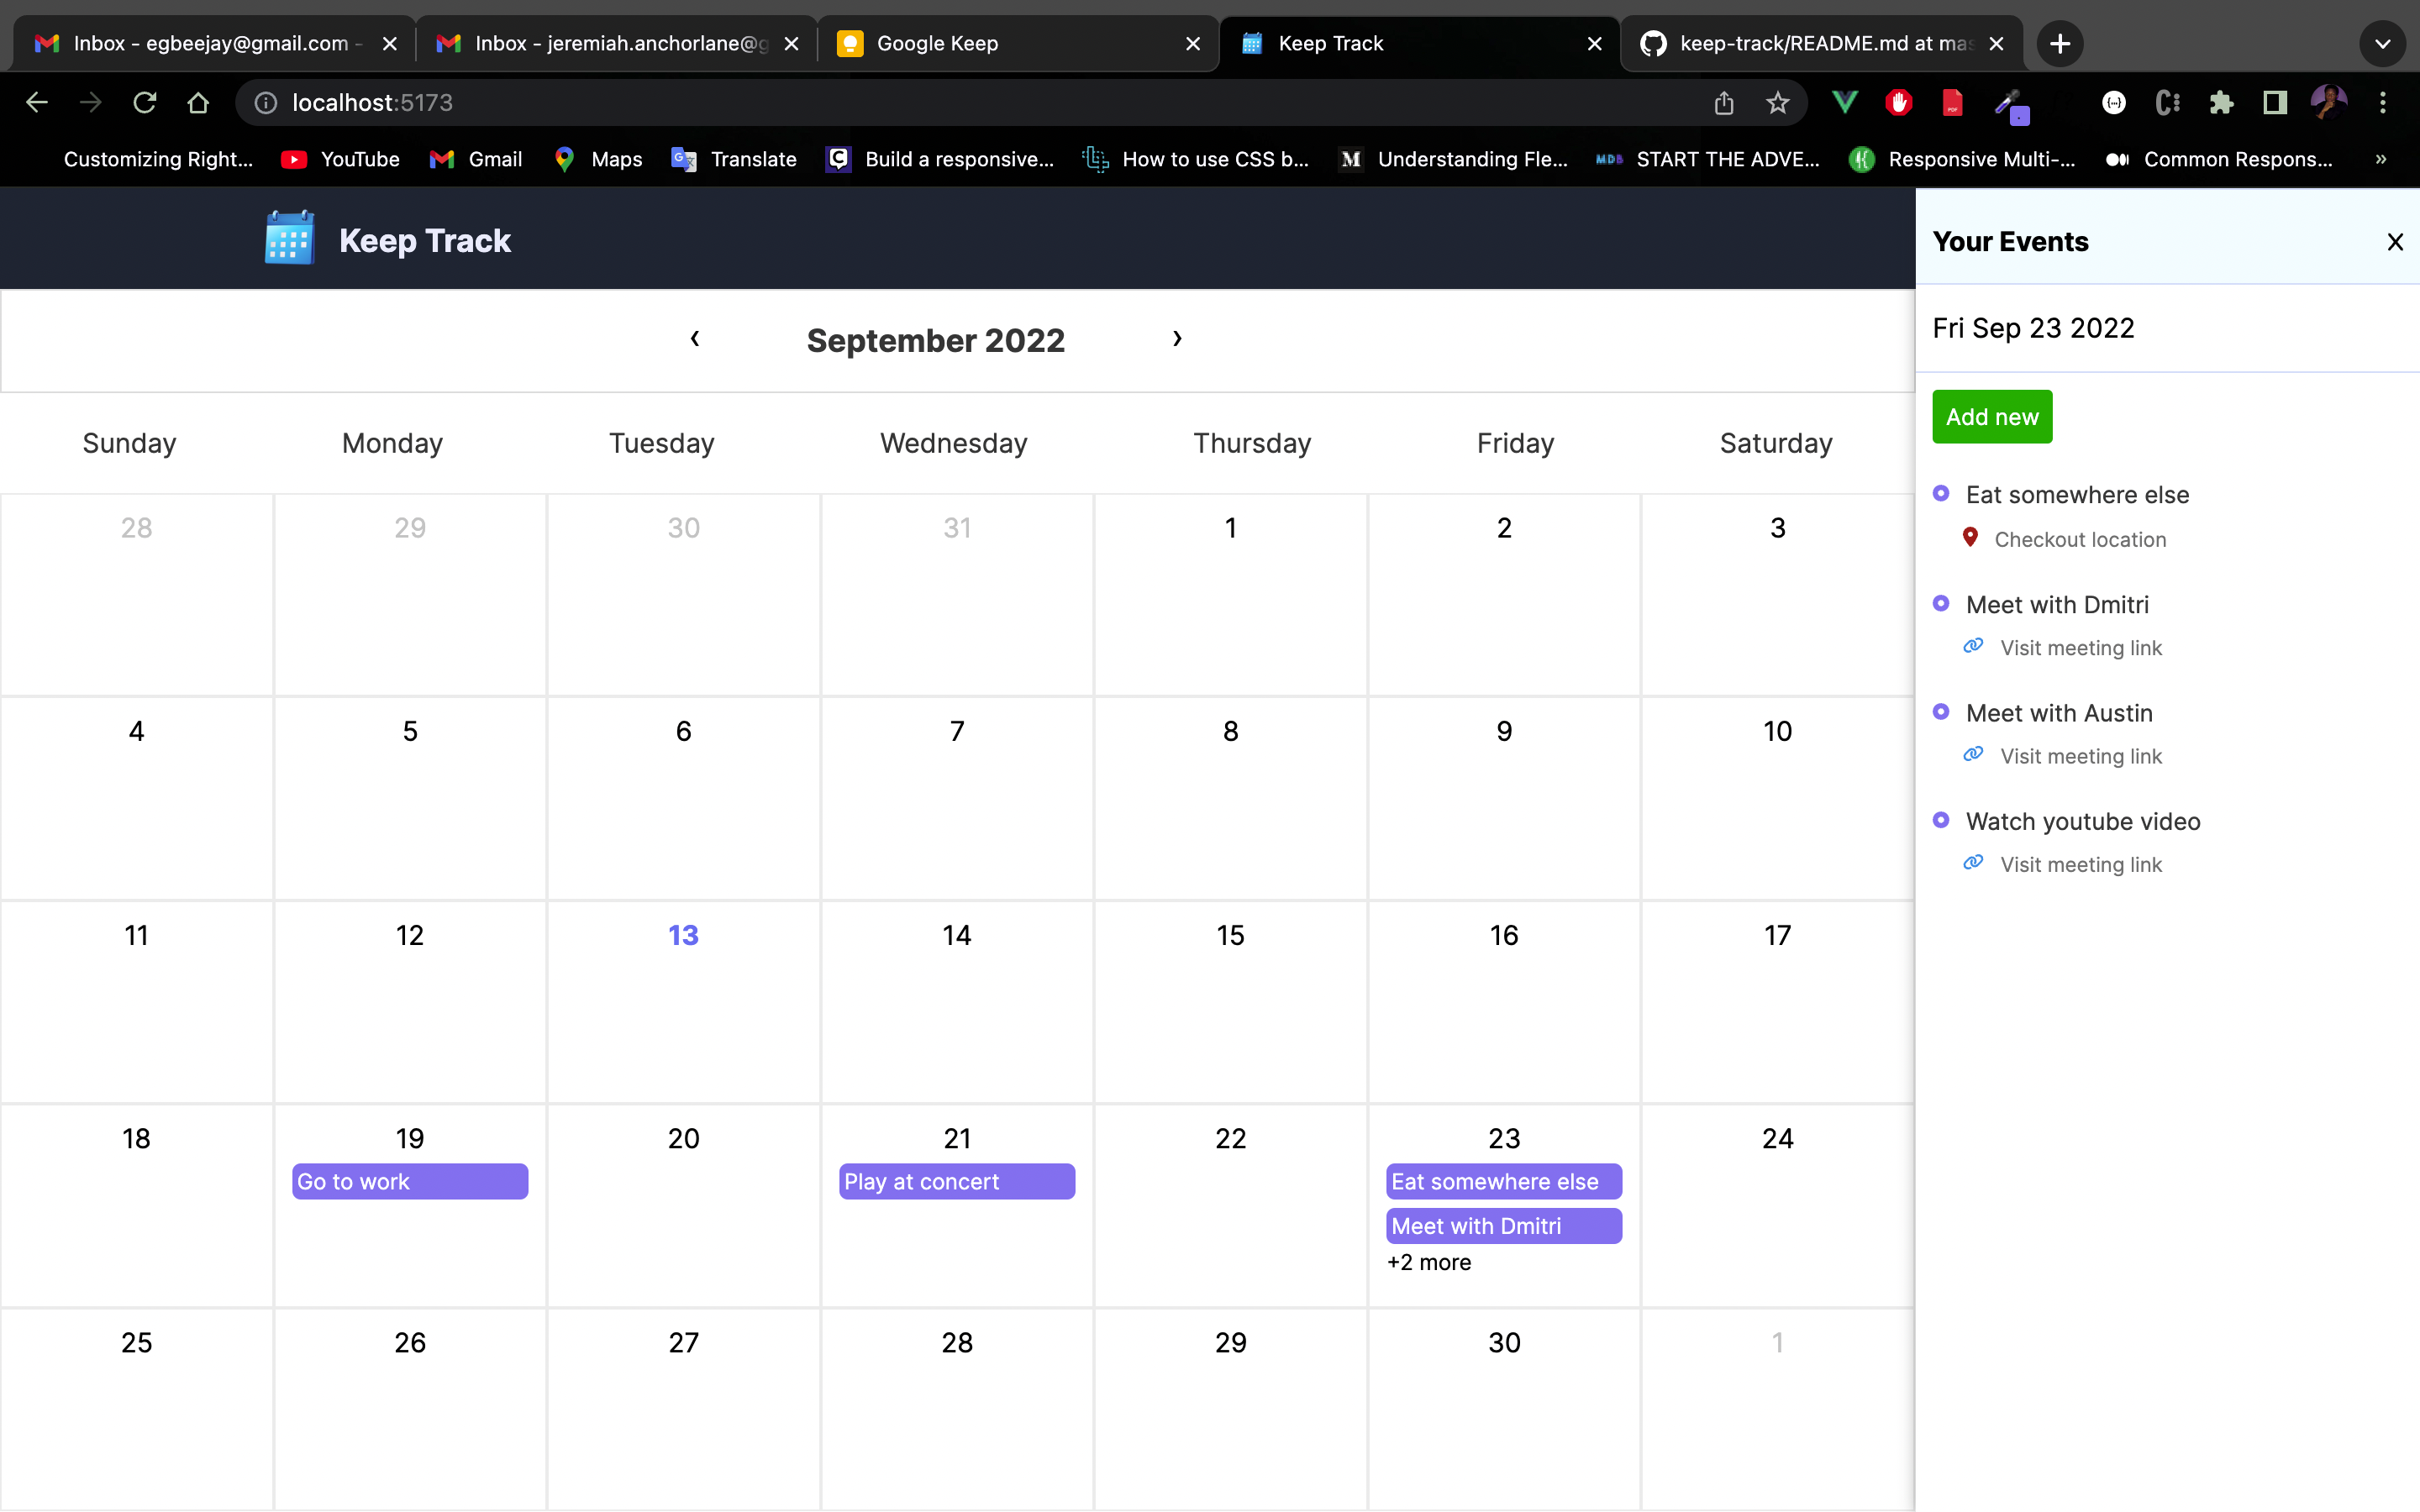 Inbox - egbeejay@gmail.com -
Inbox - jeremiah.anchorlane@g
Google Keep
Keep Track
keep-track/README.md at mas
localhost:5173
Customizing Right...
YouTube
Gmail
Maps
Translate
Build a responsive...
How to use CSS b...
Understanding Fle...
START THE ADVE...
Responsive Multi-...
Common Respons...
»
Keep Track
September 2022
Sunday Monday Tuesday Wednesday Thursday Friday Saturday
28 29 30 31 1 2 3
4 5 6 7 8 9 10
11 12 13 14 15 16 17
18 19 20 21 22 23 24
Go to work
Play at concert
Eat somewhere else
Meet with Dmitri
+2 more
25 26 27 28 29 30 1
Your Events
Fri Sep 23 2022
Add new
Eat somewhere else
Checkout location
Meet with Dmitri
Visit meeting link
Meet with Austin
Visit meeting link
Watch youtube video
Visit meeting link